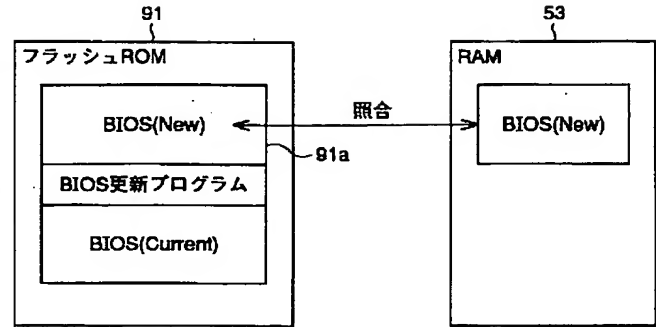 91
フラッシュROM
BIOS(New)
BIOS更新プログラム
BIOS(Current)
91a
照合
53
RAM
BIOS(New)